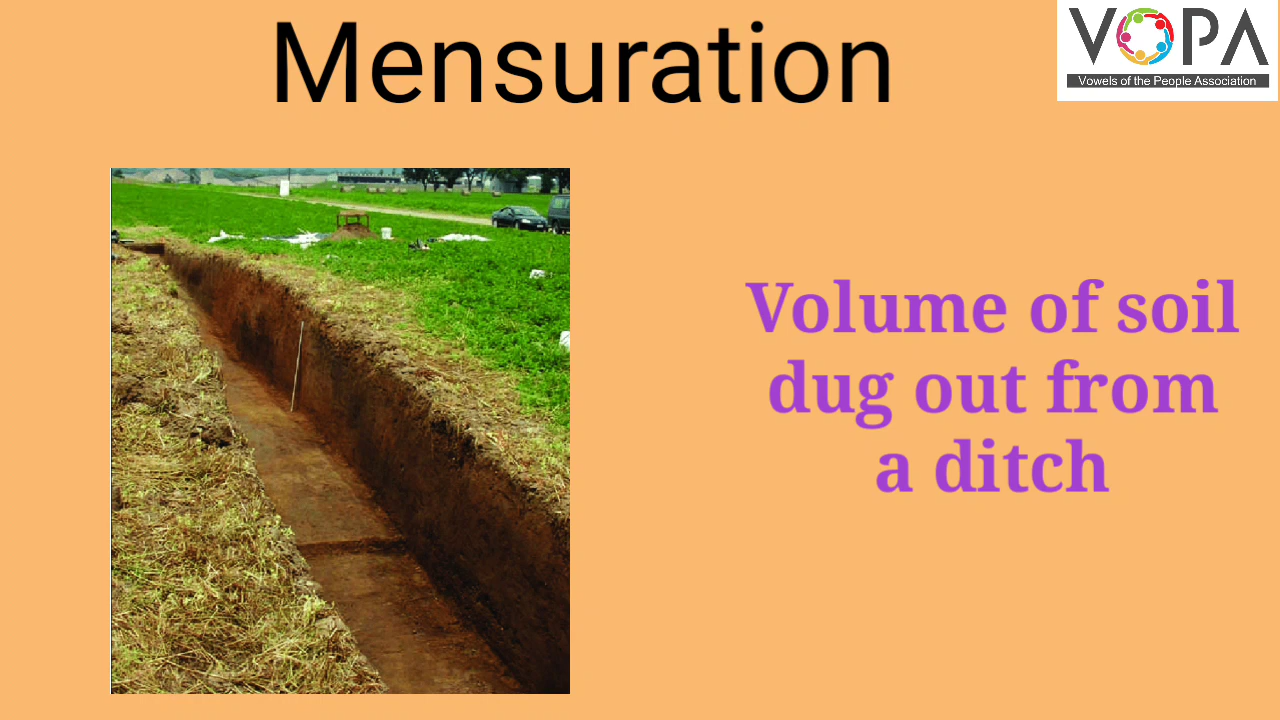 Mensuration
VOPA
Vowels of the People Association
Volume of soil
dug out from
a ditch